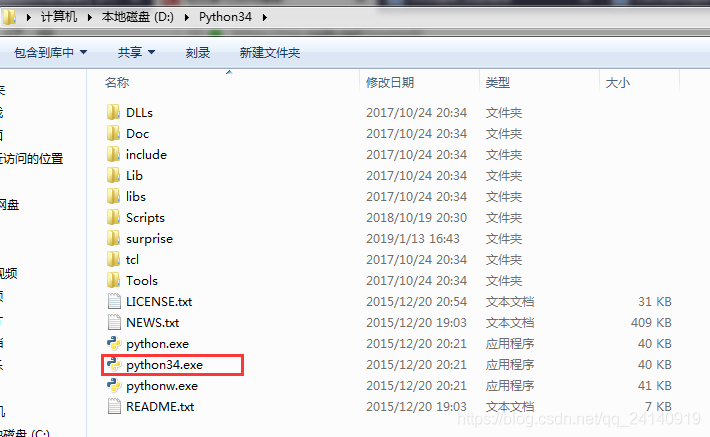 计算机 本地磁盘 (D:) Python34
包含到库中 共享 刻录 新建文件夹
名称 修改日期 类型 大小
DLLs 2017/10/24 20:34 文件夹
Doc 2017/10/24 20:34 文件夹
include 2017/10/24 20:34 文件夹
近访问的位置 Lib 2017/10/24 20:34 文件夹
libs 2017/10/24 20:34 文件夹
网盘 Scripts 2018/10/19 20:30 文件夹
surprise 2019/1/13 16:43 文件夹
tcl 2017/10/24 20:34 文件夹
视频 Tools 2017/10/24 20:34 文件夹
LICENSE.txt 2015/12/20 20:54 文本文档 31 KB
NEWS.txt 2015/12/20 19:03 文本文档 409 KB
python.exe 2015/12/20 20:21 应用程序 40 KB
python34.exe 2015/12/20 20:21 应用程序 40 KB
pythonw.exe 2015/12/20 20:21 应用程序 41 KB
机 README.txt 2015/12/20 19:03 文本文档 7 KB
https://blog.csdn.net/qq_24140919
地磁盘 (D:)